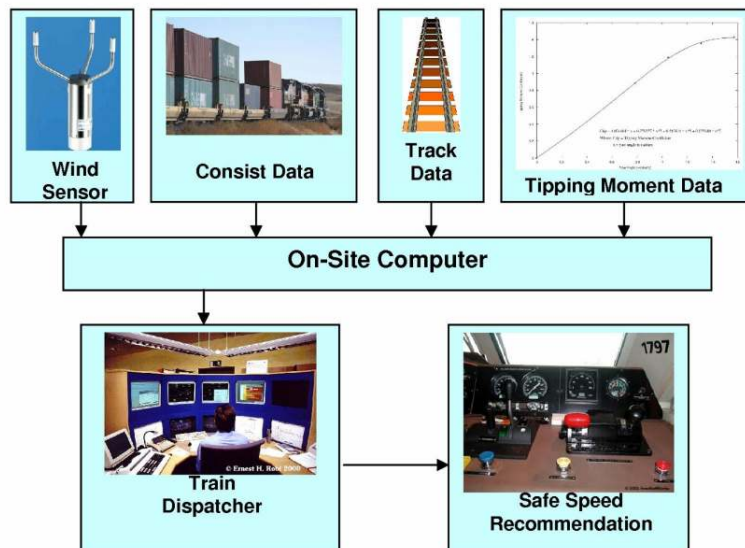 Wind
Sensor
Consist Data
Track
Data
Tipping Moment Data
On-Site Computer
© Ernest H. Robl 2000
Train
Dispatcher
1797
Safe Speed
Recommendation